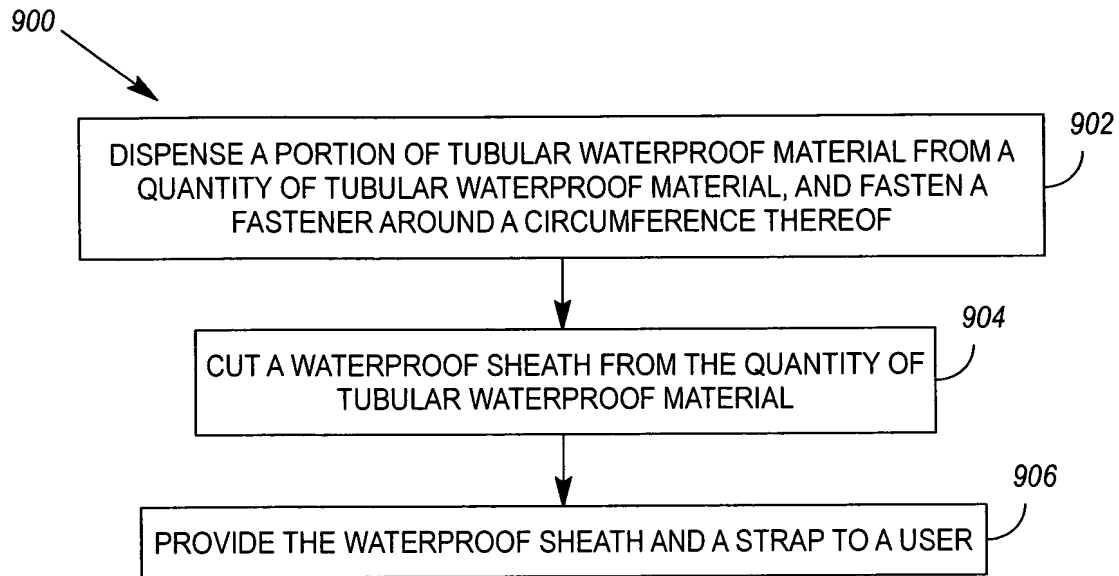 900
902
DISPENSE A PORTION OF TUBULAR WATERPROOF MATERIAL FROM A
QUANTITY OF TUBULAR WATERPROOF MATERIAL, AND FASTEN A
FASTENER AROUND A CIRCUMFERENCE THEREOF
904
CUT A WATERPROOF SHEATH FROM THE QUANTITY OF
TUBULAR WATERPROOF MATERIAL
906
PROVIDE THE WATERPROOF SHEATH AND A STRAP TO A USER